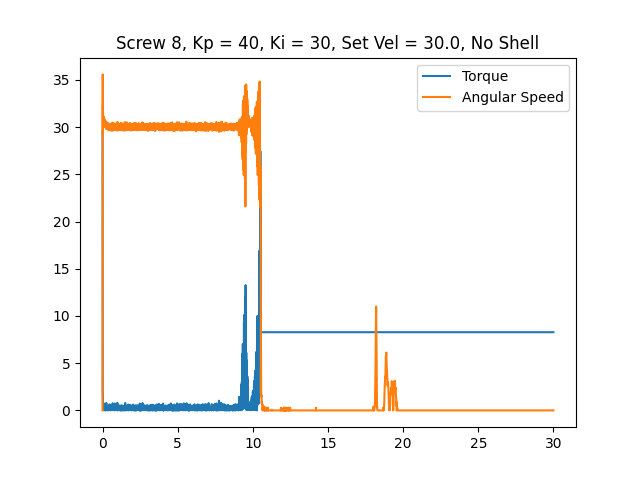 Screw 8, Kp = 40, Ki = 30, Set Vel = 30.0, No Shell
Torque
Angular Speed
35
30
25
20
15
10
5
0
0 5 10 15 20 25 30